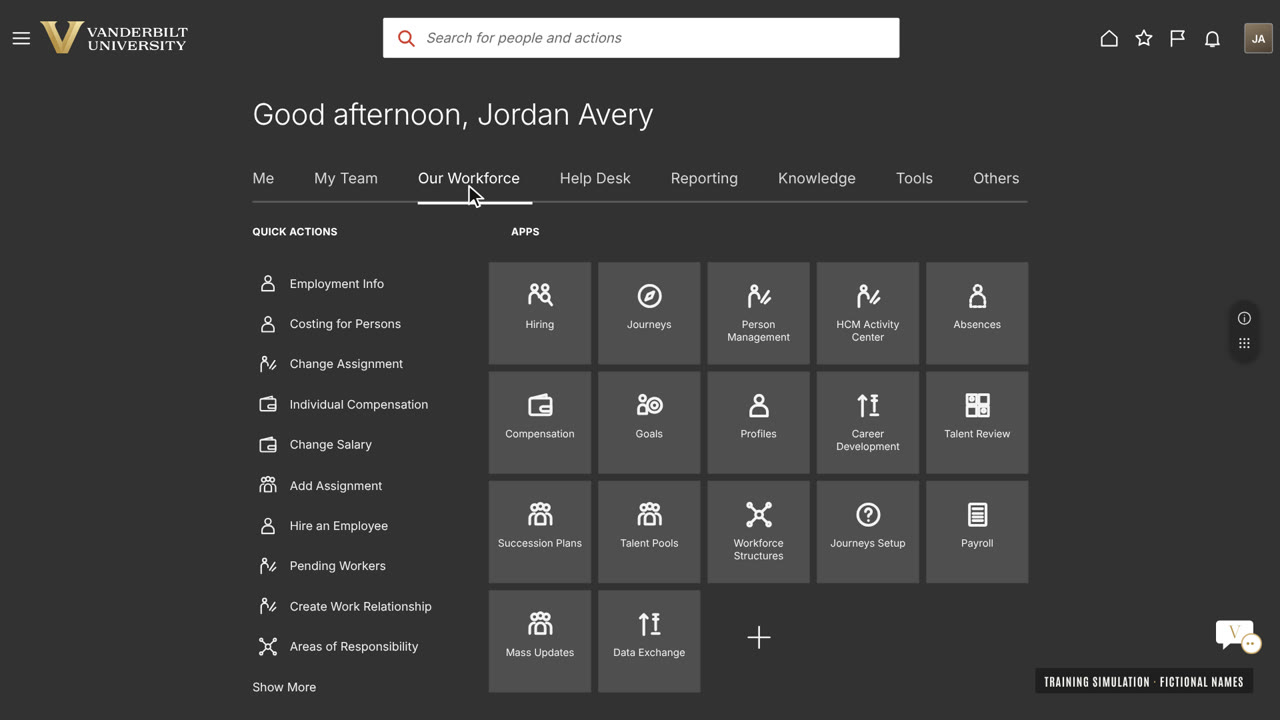 VANDERBILT
UNIVERSITY
Search for people and actions
JA
Good afternoon, Jordan Avery
Me
My Team
Our Workforce
Help Desk
Reporting
Knowledge
Tools
Others
QUICK ACTIONS
Employment Info
Costing for Persons
Change Assignment
Individual Compensation
Change Salary
Add Assignment
Hire an Employee
Pending Workers
Create Work Relationship
Areas of Responsibility
Show More
APPS
Hiring
Journeys
Person
Management
HCM Activity
Center
Absences
Compensation
Goals
Profiles
Career
Development
Talent Review
Succession Plans
Talent Pools
Workforce
Structures
Journeys Setup
Payroll
Mass Updates
Data Exchange
V
TRAINING SIMULATION · FICTIONAL NAMES